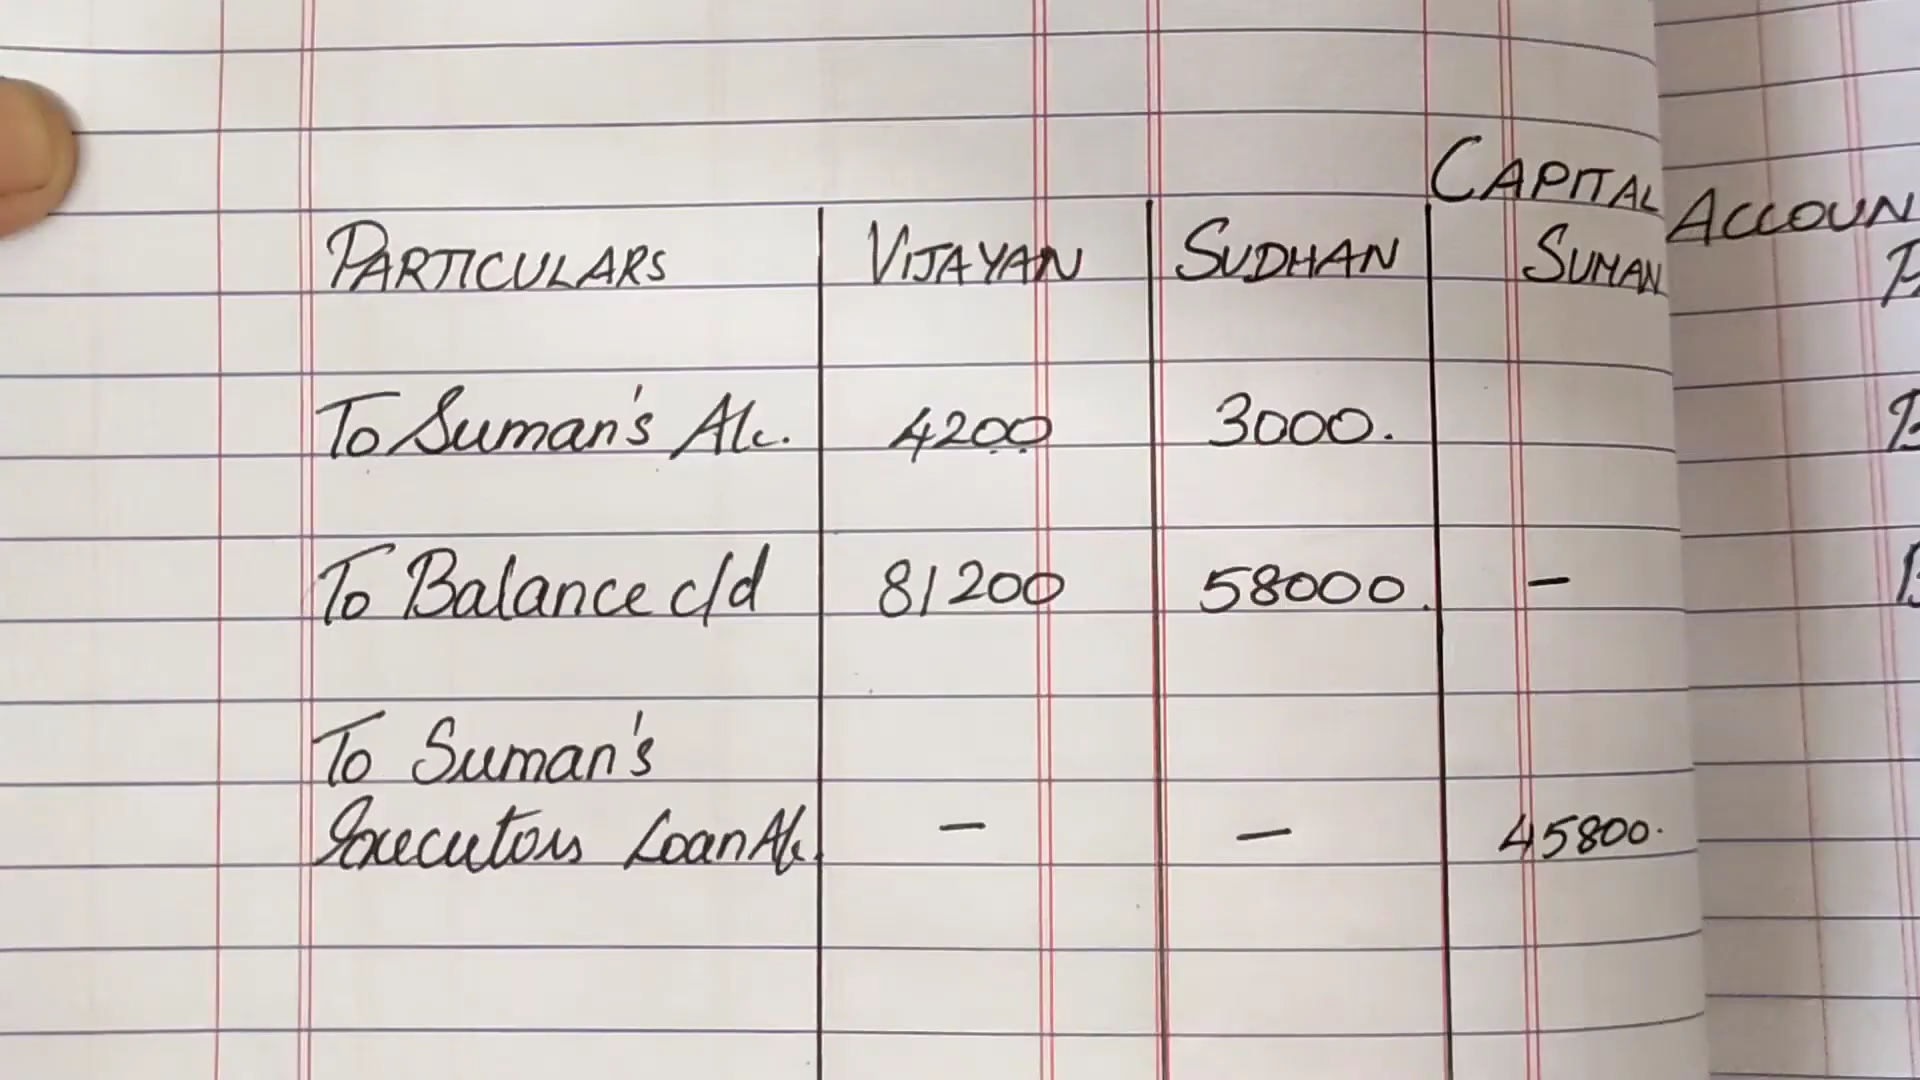 CAPITAL ACCOUN
PARTICULARS VIJAYAN SUDHAN SUMAN
To Suman's A/c. 4200 3000.
To Balance c/d 81200 58000. -
To Suman's
Executors Loan A/c. - - 45800.